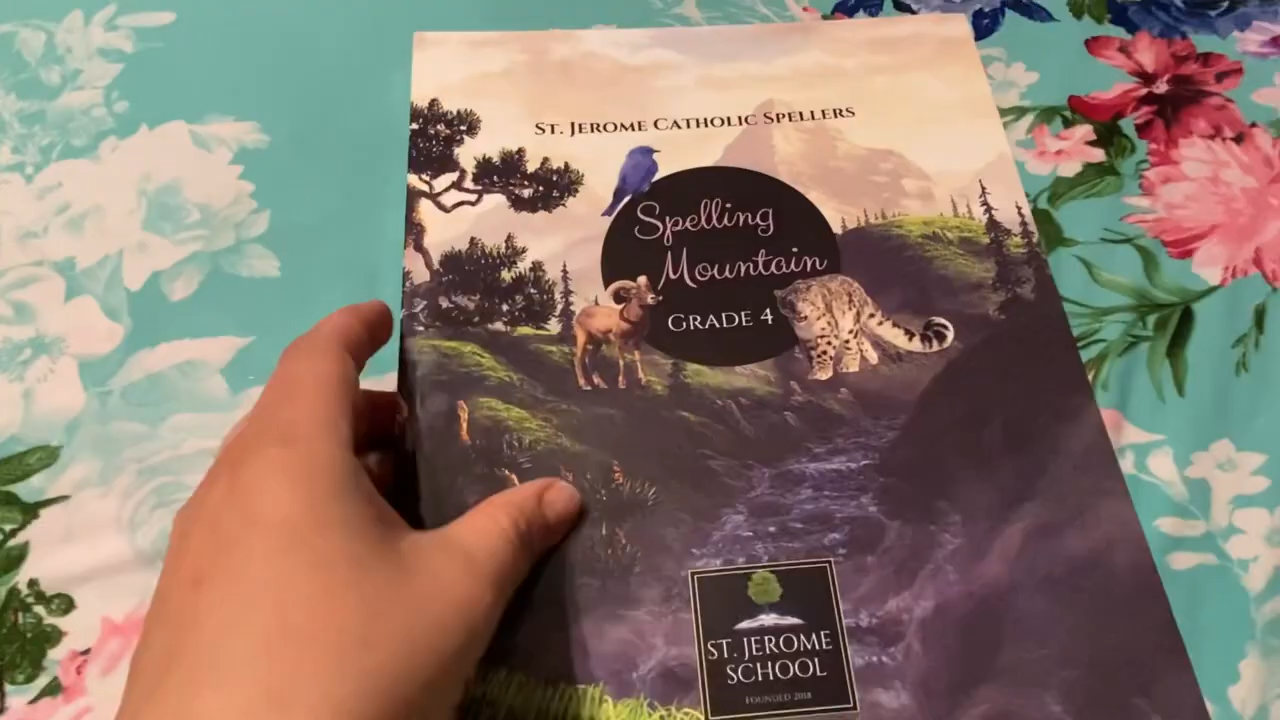 St. Jerome Catholic Spellers
Spelling
Mountain
Grade 4
ST. JEROME
SCHOOL
Founded 2018